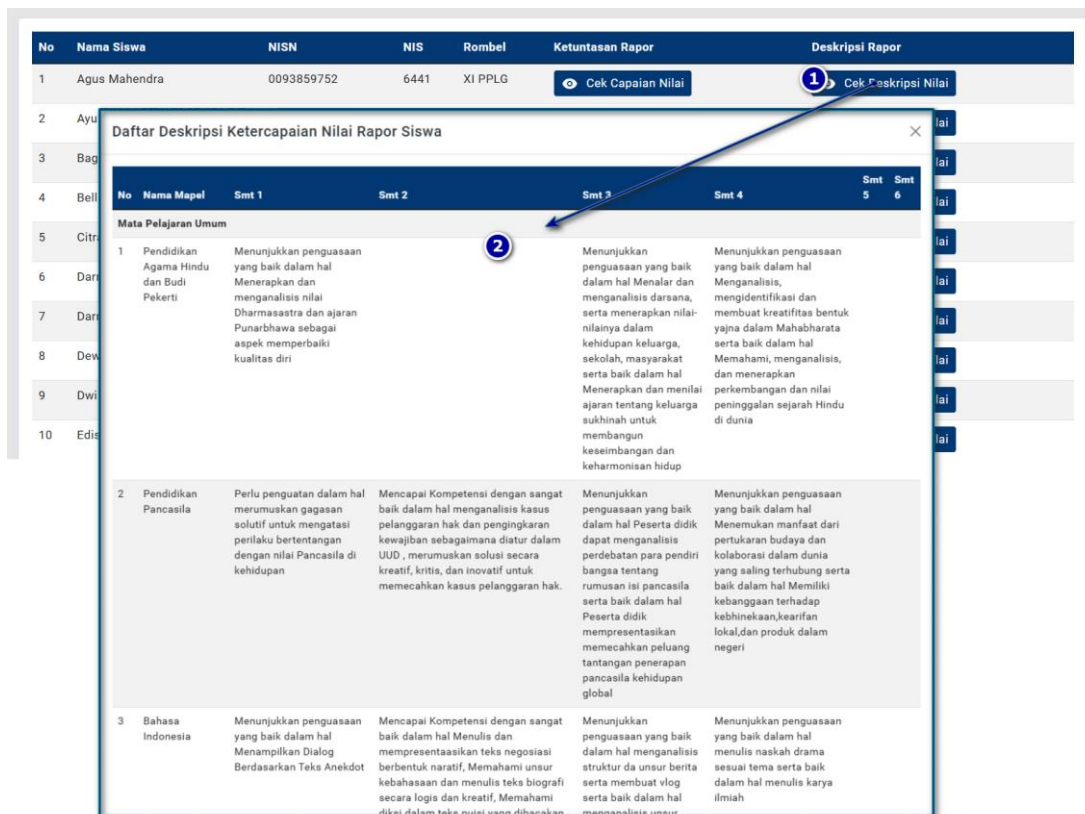 No Nama Siswa NISN NIS Rombel Ketuntasan Rapor Deskripsi Rapor
1 Agus Mahendra 0093859752 6441 XI PPLG Cek Capaian Nilai 1 Cek Deskripsi Nilai
2 Ayu
3 Bag
4 Bell
5 Citra
6
7
8 Dew
9 Dwi
10 Edis
Daftar Deskripsi Ketercapaian Nilai Rapor Siswa
No Nama Mapel Smt 1 Smt 2 Smt 3 Smt 4 Smt 5 Smt 6
Mata Pelajaran Umum
2
1 Pendidikan
Agama Hindu
dan Budi
Pekerti
Menunjukkan penguasaan
yang baik dalam hal
Menerapkan dan
menganalisis nilai
Dharmasastra dan ajaran
Punarbhawa sebagai
aspek memperbaiki
kualitas diri
Menunjukkan
penguasaan yang baik
dalam hal Menalar dan
menganalisis darsana,
serta menerapkan nilai-
nilainya dalam
kehidupan keluarga,
sekolah, masyarakat
serta baik dalam hal
Menerapkan dan menilai
ajaran tentang keluarga
sukhinah untuk
membangun
keseimbangan dan
keharmonisan hidup
Menunjukkan penguasaan
yang baik dalam hal
Menganalisis,
mengidentifikasi dan
membuat kreatifitas bentuk
yajna dalam Mahabharata
serta baik dalam hal
Memahami, menganalisis,
dan menerapkan
perkembangan dan nilai
peninggalan sejarah Hindu
di dunia
2 Pendidikan
Pancasila
Perlu penguatan dalam hal
merumuskan gagasan
solutif untuk mengatasi
perilaku bertentangan
dengan nilai Pancasila di
kehidupan
Mencapai Kompetensi dengan sangat
baik dalam hal menganalisis kasus
pelanggaran hak dan pengingkaran
kewajiban sebagaimana diatur dalam
UUD , merumuskan solusi secara
kreatif, kritis, dan inovatif untuk
memecahkan kasus pelanggaran hak.
Menunjukkan
penguasaan yang baik
dalam hal Peserta didik
dapat menganalisis
perdebatan para pendiri
bangsa tentang
rumusan isi pancasila
serta baik dalam hal
Peserta didik
mempresentasikan
memecahkan peluang
tantangan penerapan
pancasila kehidupan
global
Menunjukkan penguasaan
yang baik dalam hal
Menemukan manfaat dari
pertukaran budaya dan
kolaborasi dalam dunia
yang saling terhubung serta
baik dalam hal Memiliki
kebanggaan terhadap
kebhinekaan,kearifan
lokal,dan produk dalam
negeri
3 Bahasa
Indonesia
Menunjukkan penguasaan
yang baik dalam hal
Menampilkan Dialog
Berdasarkan Teks Anekdot
Mencapai Kompetensi dengan sangat
baik dalam hal Menulis dan
mempresentaasikan teks negosiasi
berbentuk naratif, Memahami unsur
kebahasaan dan menulis teks biografi
secara logis dan kreatif, Memahami
diksi dalam teks puisi yang dibacakan
Menunjukkan
penguasaan yang baik
dalam hal menganalisis
struktur da unsur berita
serta membuat vlog
serta baik dalam hal
menganalisis unsur
Menunjukkan penguasaan
yang baik dalam hal
menulis naskah drama
sesuai tema serta baik
dalam hal menulis karya
ilmiah